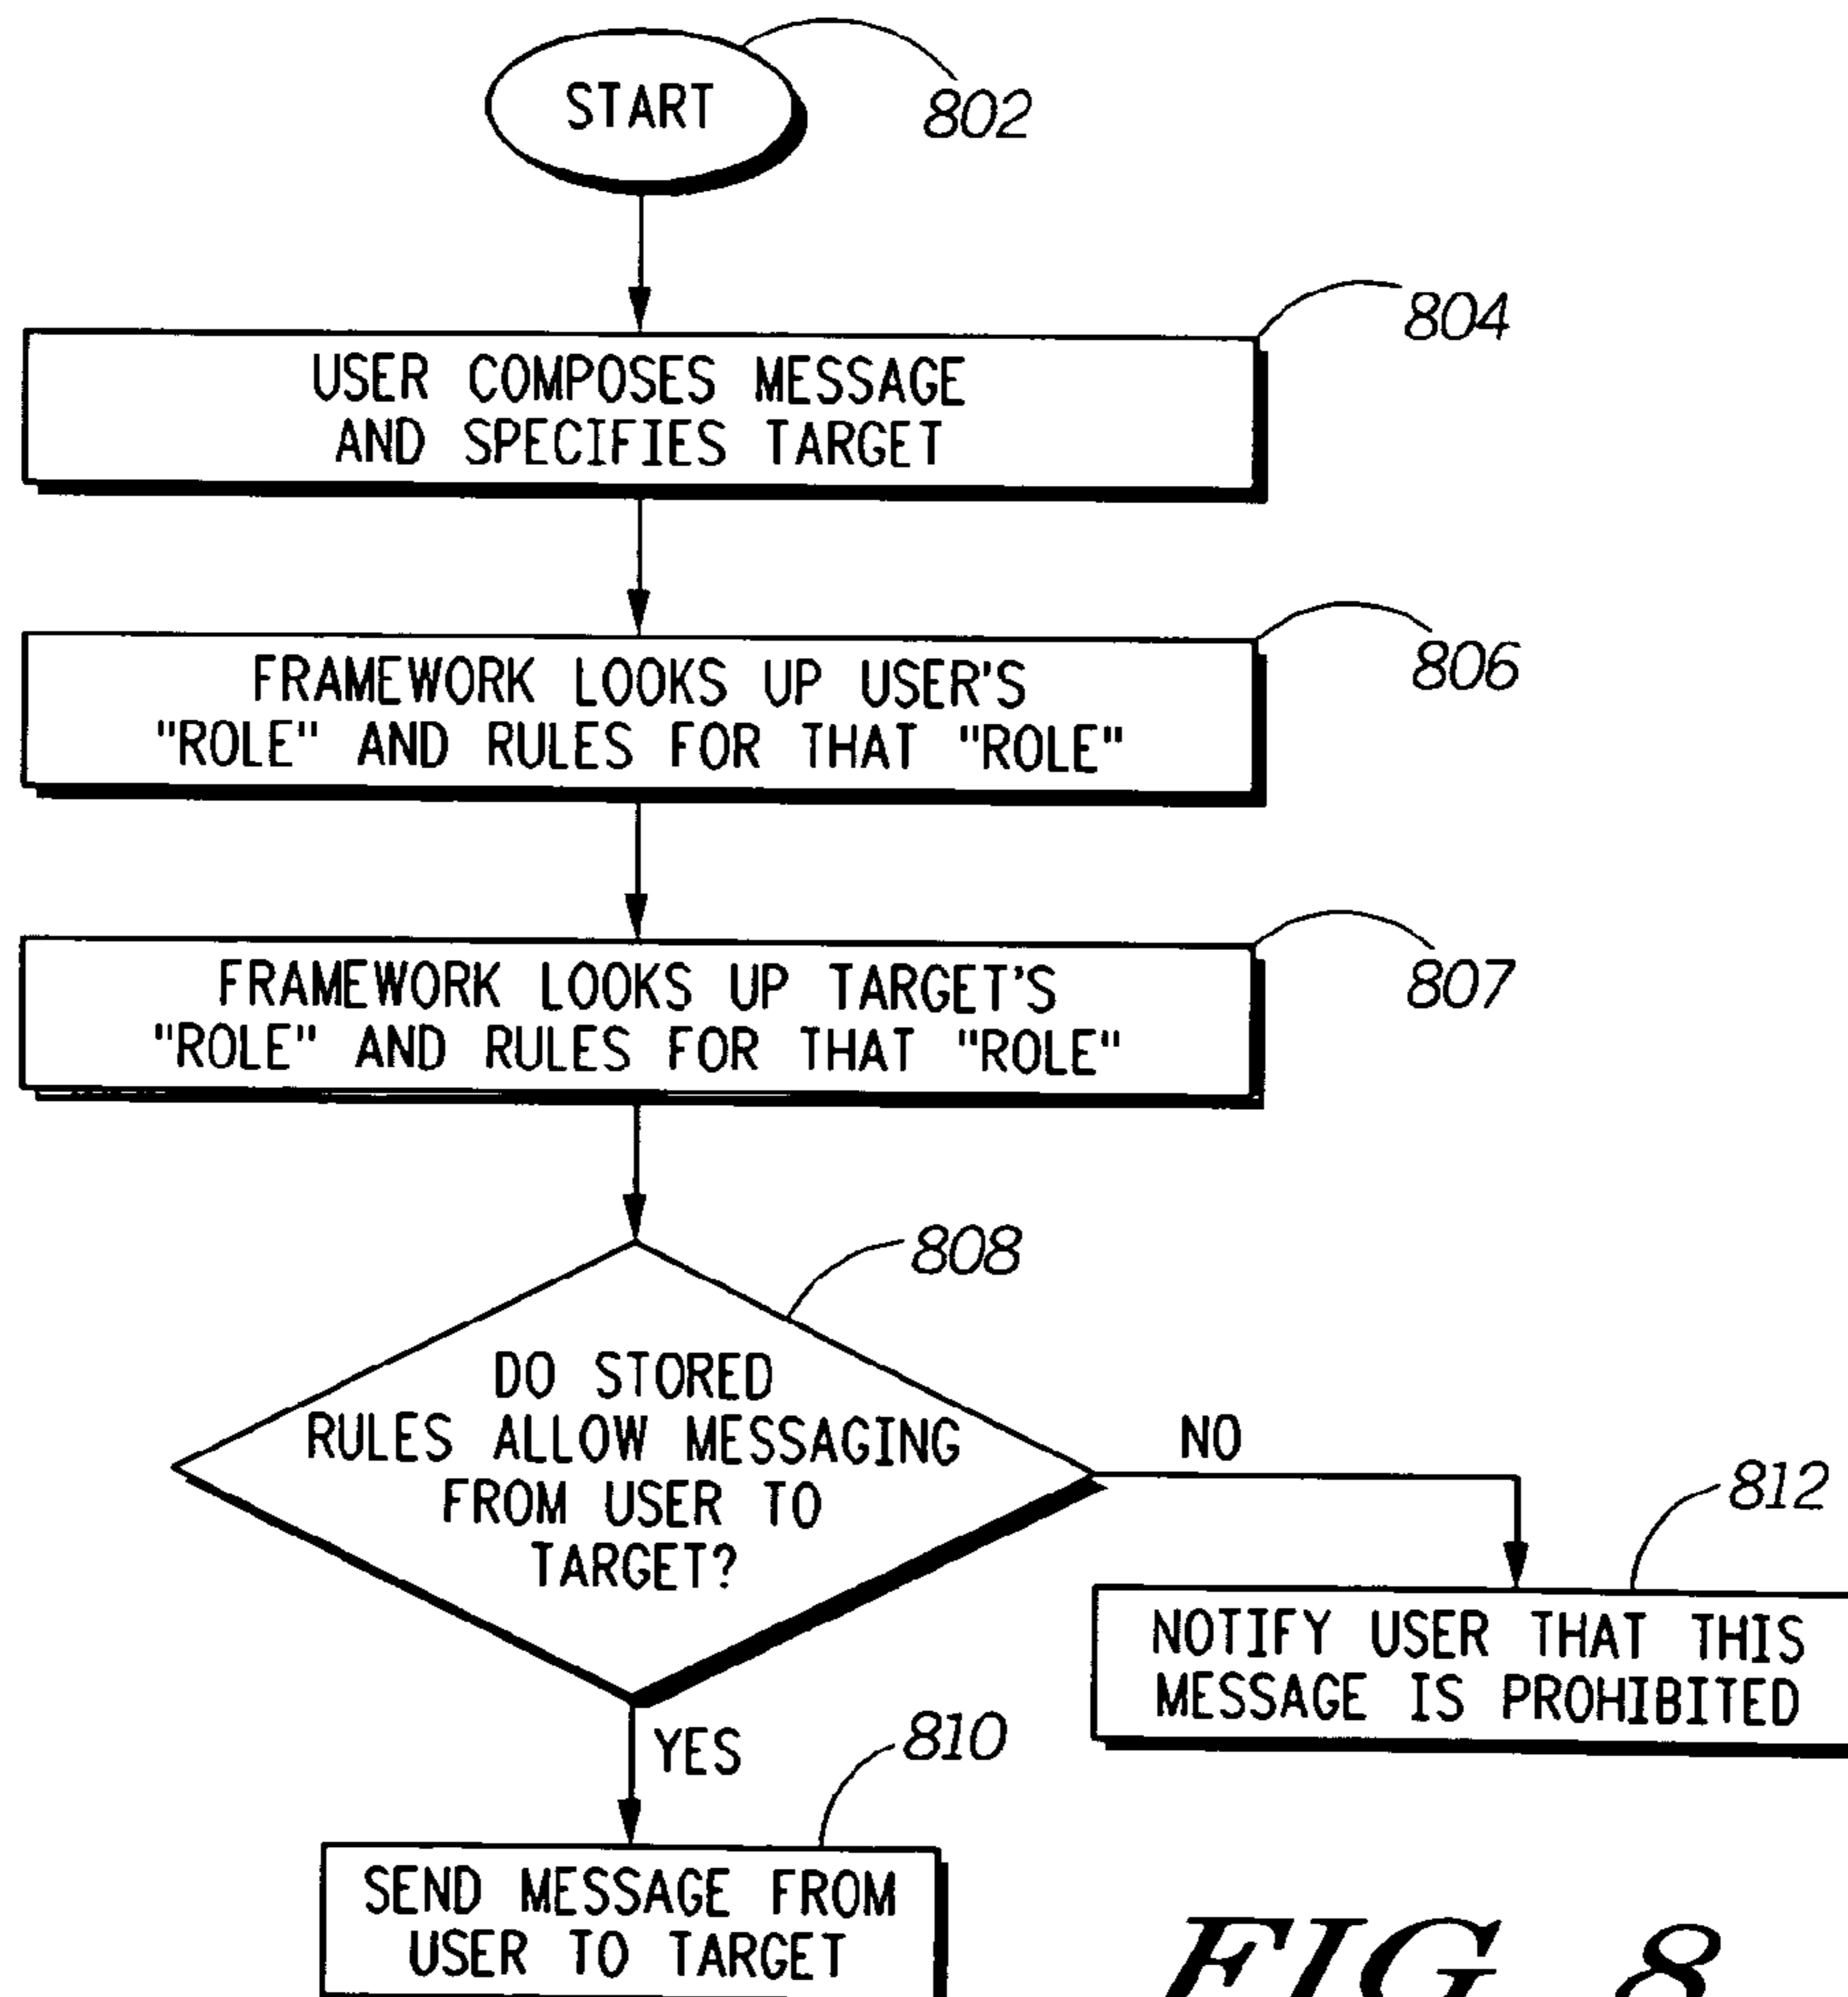 START
802
804
USER COMPOSES MESSAGE
AND SPECIFIES TARGET
806
FRAMEWORK LOOKS UP USER'S
"ROLE" AND RULES FOR THAT "ROLE"
807
FRAMEWORK LOOKS UP TARGET'S
"ROLE" AND RULES FOR THAT "ROLE"
808
DO STORED
RULES ALLOW MESSAGING
FROM USER TO
TARGET?
NO
812
NOTIFY USER THAT THIS
MESSAGE IS PROHIBITED
YES
810
SEND MESSAGE FROM
USER TO TARGET
FIG. 8